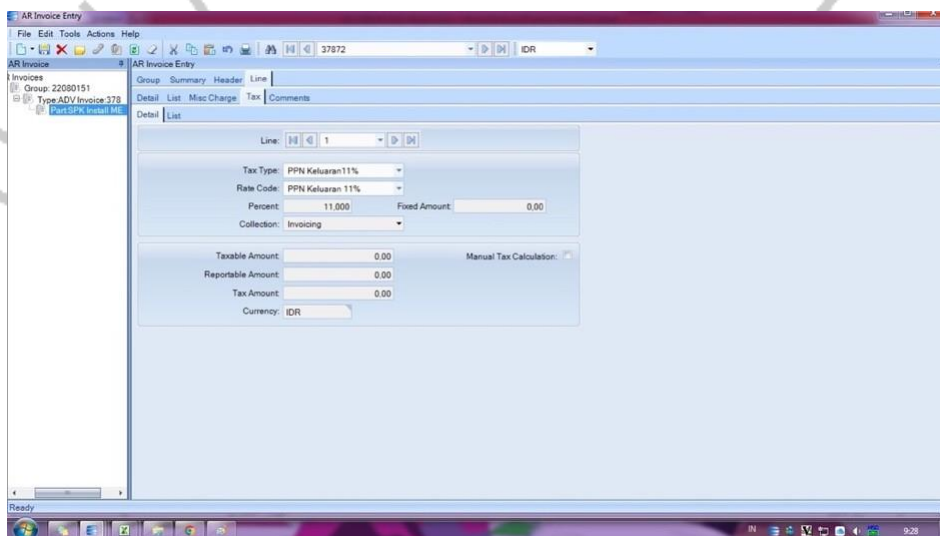 AR Invoice Entry
File Edit Tools Actions Help
37872 IDR
AR Invoice
AR Invoice Entry
Invoices
Group: 22080151
Type:ADV Invoice:378
Part:SPK Install ME
Group Summary Header Line
Detail List Misc Charge Tax Comments
Detail List
Line: 1
Tax Type: PPN Keluaran11%
Rate Code: PPN Keluaran 11%
Percent: 11,000 Fixed Amount: 0,00
Collection: Invoicing
Taxable Amount: 0.00 Manual Tax Calculation:
Reportable Amount: 0.00
Tax Amount: 0.00
Currency: IDR
Ready
IN 9:28